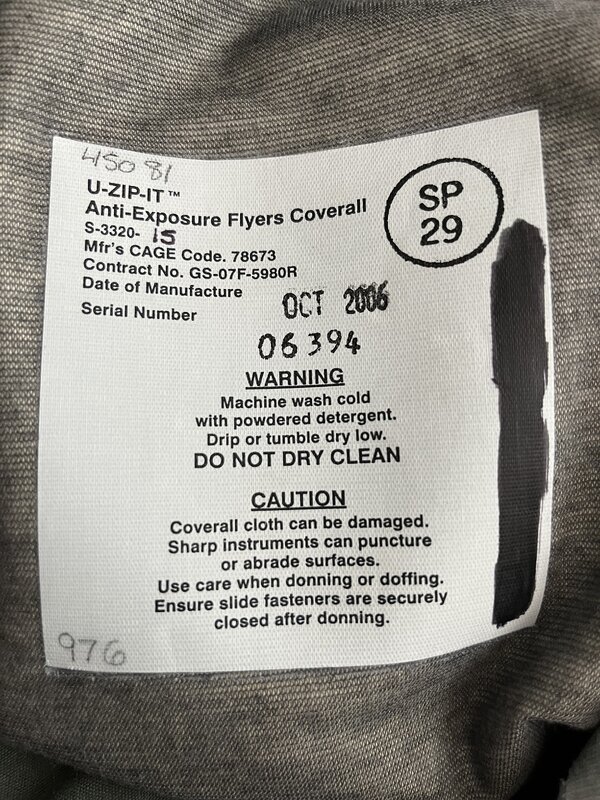 45081
U-ZIP-IT™
Anti-Exposure Flyers Coverall
S-3320- 15
Mfr's CAGE Code. 78673
Contract No. GS-07F-5980R
Date of Manufacture OCT 2006
Serial Number 06394
SP
29
WARNING
Machine wash cold
with powdered detergent.
Drip or tumble dry low.
DO NOT DRY CLEAN
CAUTION
Coverall cloth can be damaged.
Sharp instruments can puncture
or abrade surfaces.
Use care when donning or doffing.
Ensure slide fasteners are securely
closed after donning.
976